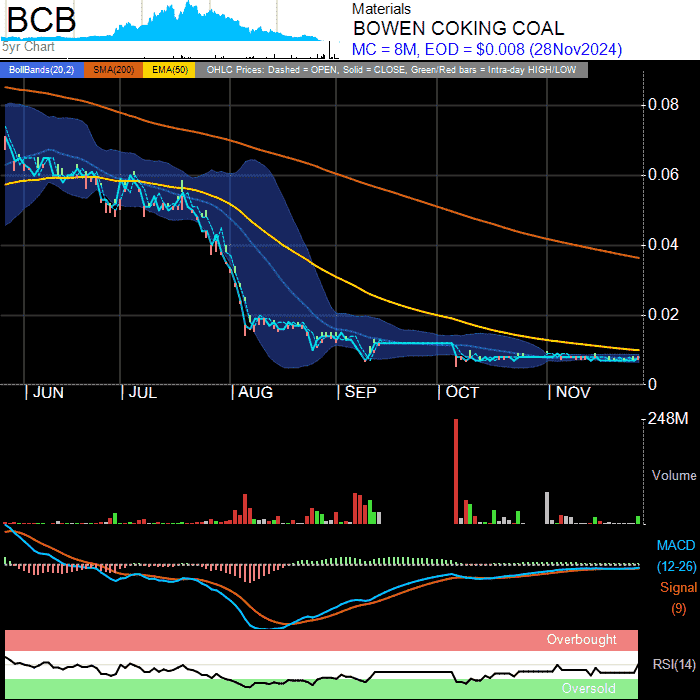 BCB
5yr Chart
Materials
BOWEN COKING COAL
MC = 8M, EOD = $0.008 (28Nov2024)
BollBands(20,2) SMA(200) EMA(50) OHLC Prices: Dashed = OPEN, Solid = CLOSE, Green/Red bars = Intra-day HIGH/LOW
0.08
0.06
0.04
0.02
0
JUN JUL AUG SEP OCT NOV
248M
Volume
MACD
(12-26)
Signal
(9)
Overbought
RSI(14)
Oversold